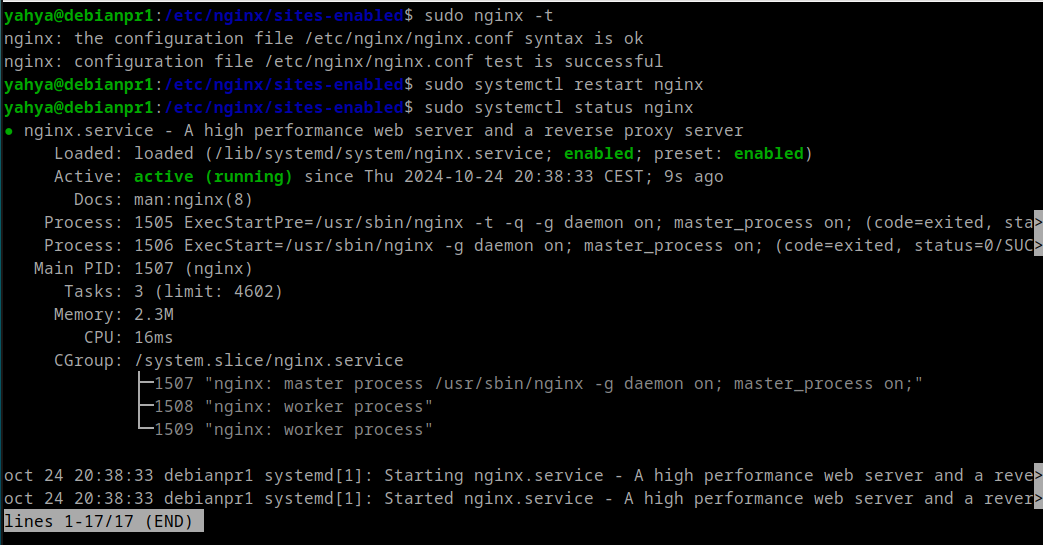 yahya@debianpr1:/etc/nginx/sites-enabled$ sudo nginx -t
nginx: the configuration file /etc/nginx/nginx.conf syntax is ok
nginx: configuration file /etc/nginx/nginx.conf test is successful
yahya@debianpr1:/etc/nginx/sites-enabled$ sudo systemctl restart nginx
yahya@debianpr1:/etc/nginx/sites-enabled$ sudo systemctl status nginx
● nginx.service - A high performance web server and a reverse proxy server
     Loaded: loaded (/lib/systemd/system/nginx.service; enabled; preset: enabled)
     Active: active (running) since Thu 2024-10-24 20:38:33 CEST; 9s ago
       Docs: man:nginx(8)
    Process: 1505 ExecStartPre=/usr/sbin/nginx -t -q -g daemon on; master_process on; (code=exited, sta>
    Process: 1506 ExecStart=/usr/sbin/nginx -g daemon on; master_process on; (code=exited, status=0/SUC>
   Main PID: 1507 (nginx)
      Tasks: 3 (limit: 4602)
     Memory: 2.3M
        CPU: 16ms
     CGroup: /system.slice/nginx.service
             ├─1507 "nginx: master process /usr/sbin/nginx -g daemon on; master_process on;"
             ├─1508 "nginx: worker process"
             └─1509 "nginx: worker process"
oct 24 20:38:33 debianpr1 systemd[1]: Starting nginx.service - A high performance web server and a reve>
oct 24 20:38:33 debianpr1 systemd[1]: Started nginx.service - A high performance web server and a rever>
lines 1-17/17 (END)